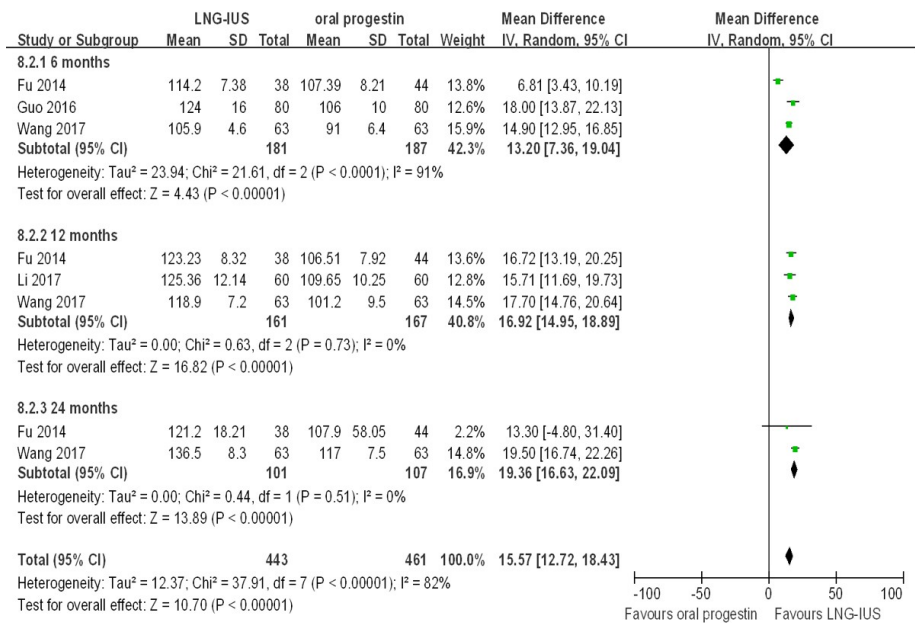 LNG-IUS oral progestin Mean Difference Mean Difference
Study or Subgroup Mean SD Total Mean SD Total Weight IV, Random, 95% CI IV, Random, 95% CI
8.2.1 6 months
Fu 2014 114.2 7.38 38 107.39 8.21 44 13.8% 6.81 [3.43, 10.19]
Guo 2016 124 16 80 106 10 80 12.6% 18.00 [13.87, 22.13]
Wang 2017 105.9 4.6 63 91 6.4 63 15.9% 14.90 [12.95, 16.85]
Subtotal (95% CI) 181 187 42.3% 13.20 [7.36, 19.04]
Heterogeneity: Tau² = 23.94; Chi² = 21.61, df = 2 (P < 0.0001); I² = 91%
Test for overall effect: Z = 4.43 (P < 0.00001)
8.2.2 12 months
Fu 2014 123.23 8.32 38 106.51 7.92 44 13.6% 16.72 [13.19, 20.25]
Li 2017 125.36 12.14 60 109.65 10.25 60 12.8% 15.71 [11.69, 19.73]
Wang 2017 118.9 7.2 63 101.2 9.5 63 14.5% 17.70 [14.76, 20.64]
Subtotal (95% CI) 161 167 40.8% 16.92 [14.95, 18.89]
Heterogeneity: Tau² = 0.00; Chi² = 0.63, df = 2 (P = 0.73); I² = 0%
Test for overall effect: Z = 16.82 (P < 0.00001)
8.2.3 24 months
Fu 2014 121.2 18.21 38 107.9 58.05 44 2.2% 13.30 [-4.80, 31.40]
Wang 2017 136.5 8.3 63 117 7.5 63 14.8% 19.50 [16.74, 22.26]
Subtotal (95% CI) 101 107 16.9% 19.36 [16.63, 22.09]
Heterogeneity: Tau² = 0.00; Chi² = 0.44, df = 1 (P = 0.51); I² = 0%
Test for overall effect: Z = 13.89 (P < 0.00001)
Total (95% CI) 443 461 100.0% 15.57 [12.72, 18.43]
Heterogeneity: Tau² = 12.37; Chi² = 37.91, df = 7 (P < 0.00001); I² = 82%
Test for overall effect: Z = 10.70 (P < 0.00001)
-100 -50 0 50 100
Favours oral progestin Favours LNG-IUS